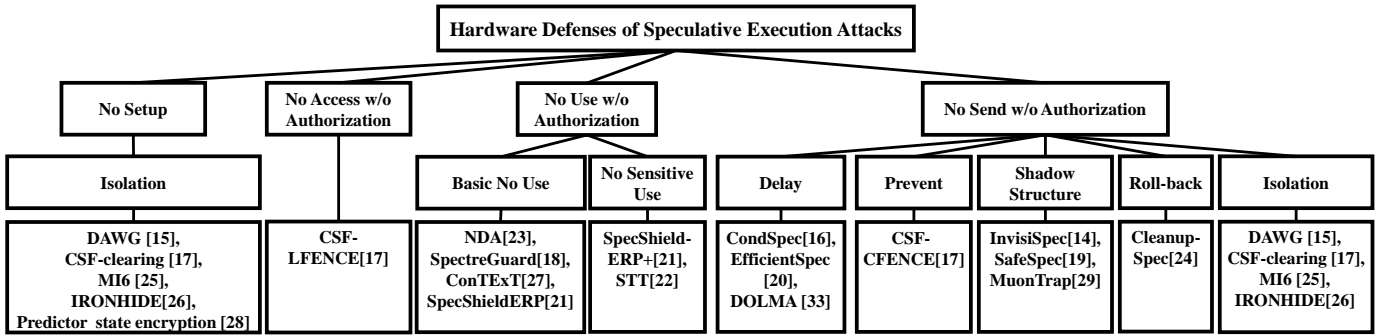 Hardware Defenses of Speculative Execution Attacks
No Setup
No Access w/o
Authorization
No Use w/o
Authorization
No Send w/o Authorization
Isolation
Basic No Use
No Sensitive
Use
Delay
Prevent
Shadow
Structure
Roll-back
Isolation
DAWG [15],
CSF-clearing [17],
MI6 [25],
IRONHIDE[26],
Predictor state encryption [28]
CSF-
LFENCE[17]
NDA[23],
SpectreGuard[18],
ConTExT[27],
SpecShieldERP[21]
SpecShield-
ERP+[21],
STT[22]
CondSpec[16],
EfficientSpec
[20],
DOLMA [33]
CSF-
CFENCE[17]
InvisiSpec[14],
SafeSpec[19],
MuonTrap[29]
Cleanup-
Spec[24]
DAWG [15],
CSF-clearing [17],
MI6 [25],
IRONHIDE[26]